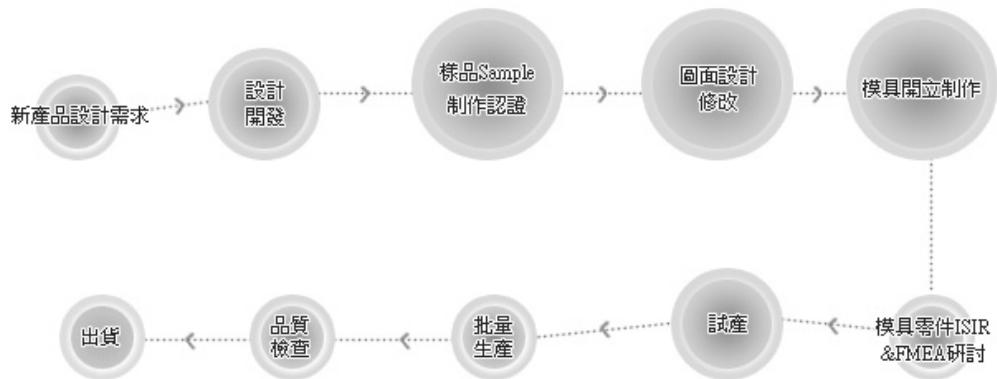 新產品設計需求
設計
開發
樣品Sample
制作認證
圖面設計
修改
模具開立制作
模具零件ISIR
&FMEA研討
試產
批量
生產
品質
檢查
出貨